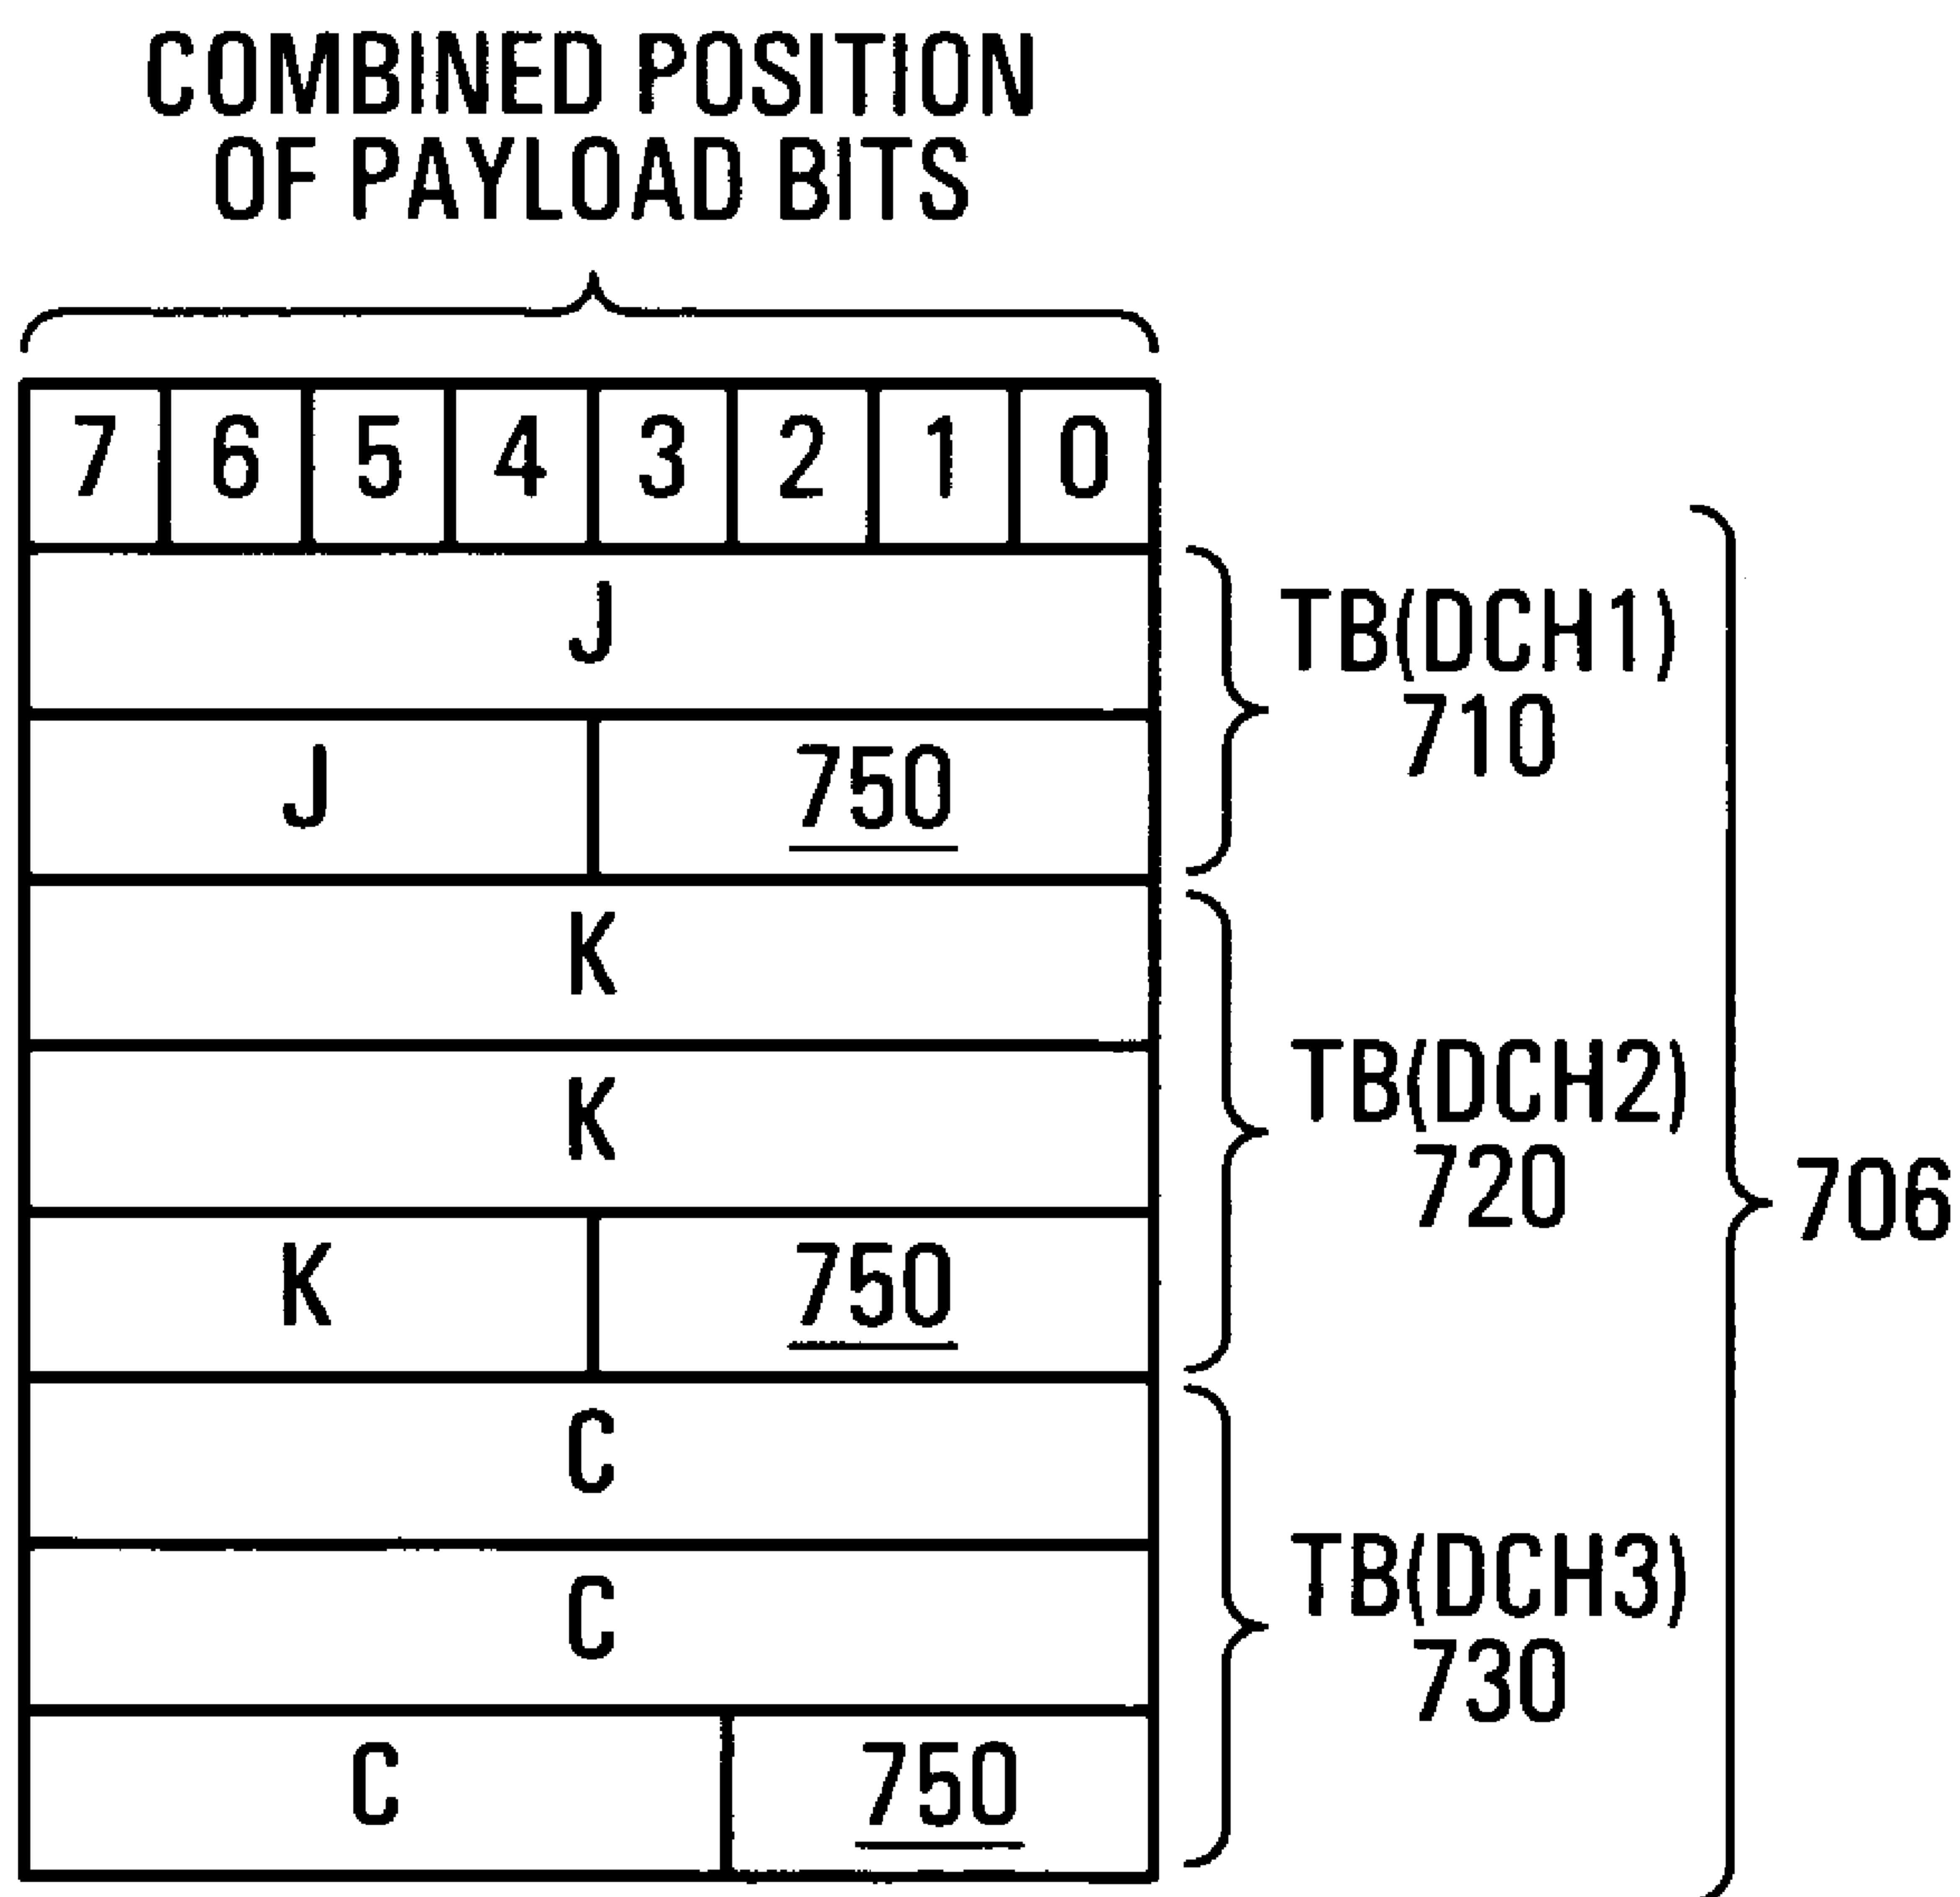 COMBINED POSITION
OF PAYLOAD BITS
7 6 5 4 3 2 1 0
J
TB(DCH1)
710
J 750
K
K
TB(DCH2)
720
706
K 750
C
C
TB(DCH3)
730
C 750